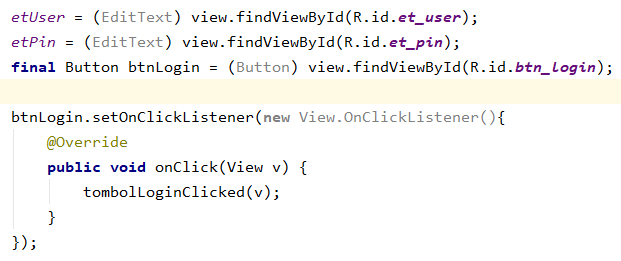 etUser = (EditText) view.findViewById(R.id.et_user);
etPin = (EditText) view.findViewById(R.id.et_pin);
final Button btnLogin = (Button) view.findViewById(R.id.btn_login);
btnLogin.setOnClickListener(new View.OnClickListener(){
@Override
public void onClick(View v) {
tombolLoginClicked(v);
}
});